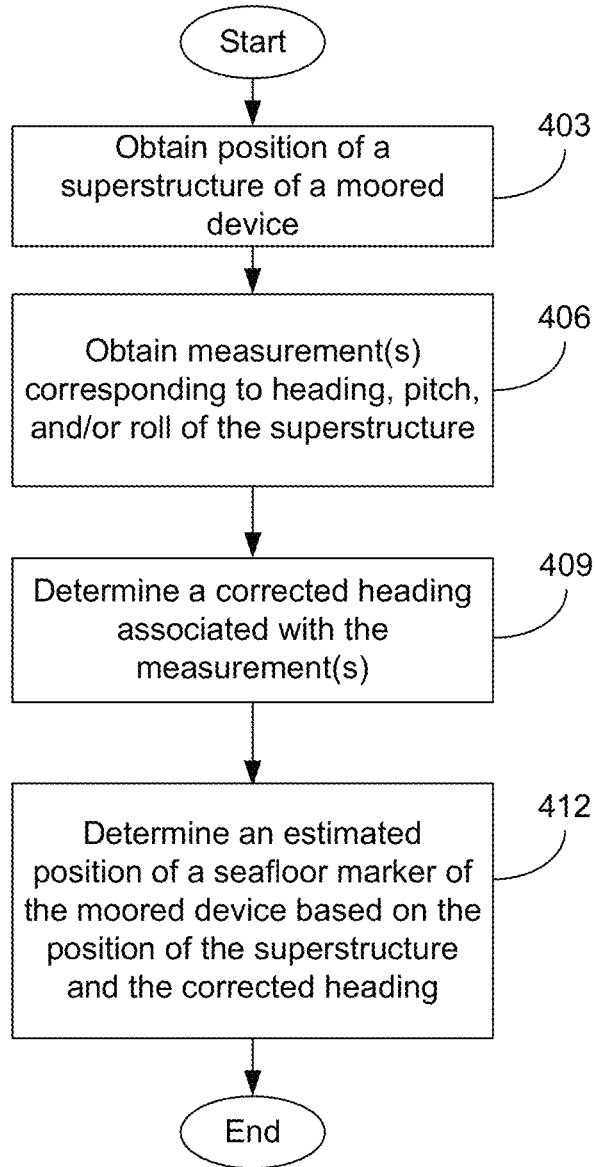 Start
403
Obtain position of a
superstructure of a moored
device
406
Obtain measurement(s)
corresponding to heading, pitch,
and/or roll of the superstructure
409
Determine a corrected heading
associated with the
measurement(s)
412
Determine an estimated
position of a seafloor marker of
the moored device based on the
position of the superstructure
and the corrected heading
End